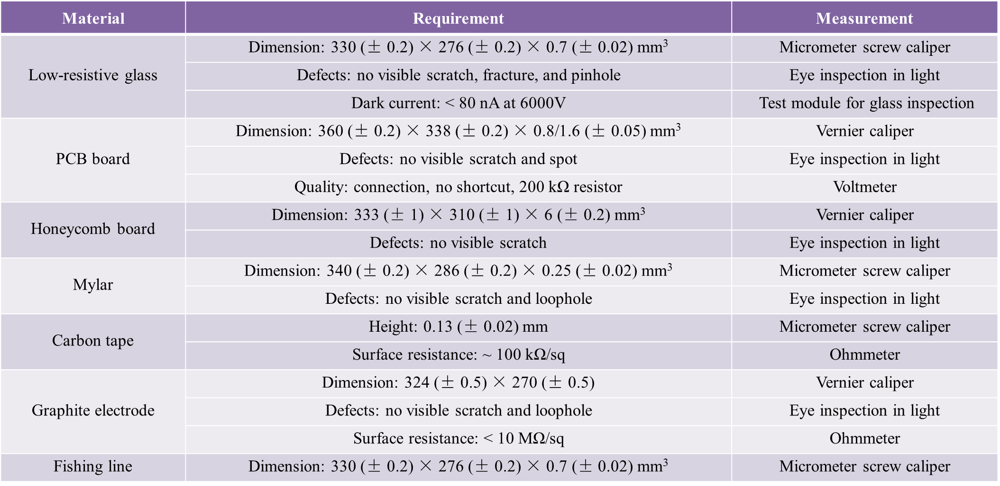 Material Requirement Measurement
Low-resistive glass
Dimension: 330 (± 0.2) × 276 (± 0.2) × 0.7 (± 0.02) mm³ Micrometer screw caliper
Defects: no visible scratch, fracture, and pinhole Eye inspection in light
Dark current: < 80 nA at 6000V Test module for glass inspection
PCB board
Dimension: 360 (± 0.2) × 338 (± 0.2) × 0.8/1.6 (± 0.05) mm³ Vernier caliper
Defects: no visible scratch and spot Eye inspection in light
Quality: connection, no shortcut, 200 kΩ resistor Voltmeter
Honeycomb board
Dimension: 333 (± 1) × 310 (± 1) × 6 (± 0.2) mm³ Vernier caliper
Defects: no visible scratch Eye inspection in light
Mylar
Dimension: 340 (± 0.2) × 286 (± 0.2) × 0.25 (± 0.02) mm³ Micrometer screw caliper
Defects: no visible scratch and loophole Eye inspection in light
Carbon tape
Height: 0.13 (± 0.02) mm Micrometer screw caliper
Surface resistance: ~ 100 kΩ/sq Ohmmeter
Graphite electrode
Dimension: 324 (± 0.5) × 270 (± 0.5) Vernier caliper
Defects: no visible scratch and loophole Eye inspection in light
Surface resistance: < 10 MΩ/sq Ohmmeter
Fishing line Dimension: 330 (± 0.2) × 276 (± 0.2) × 0.7 (± 0.02) mm³ Micrometer screw caliper